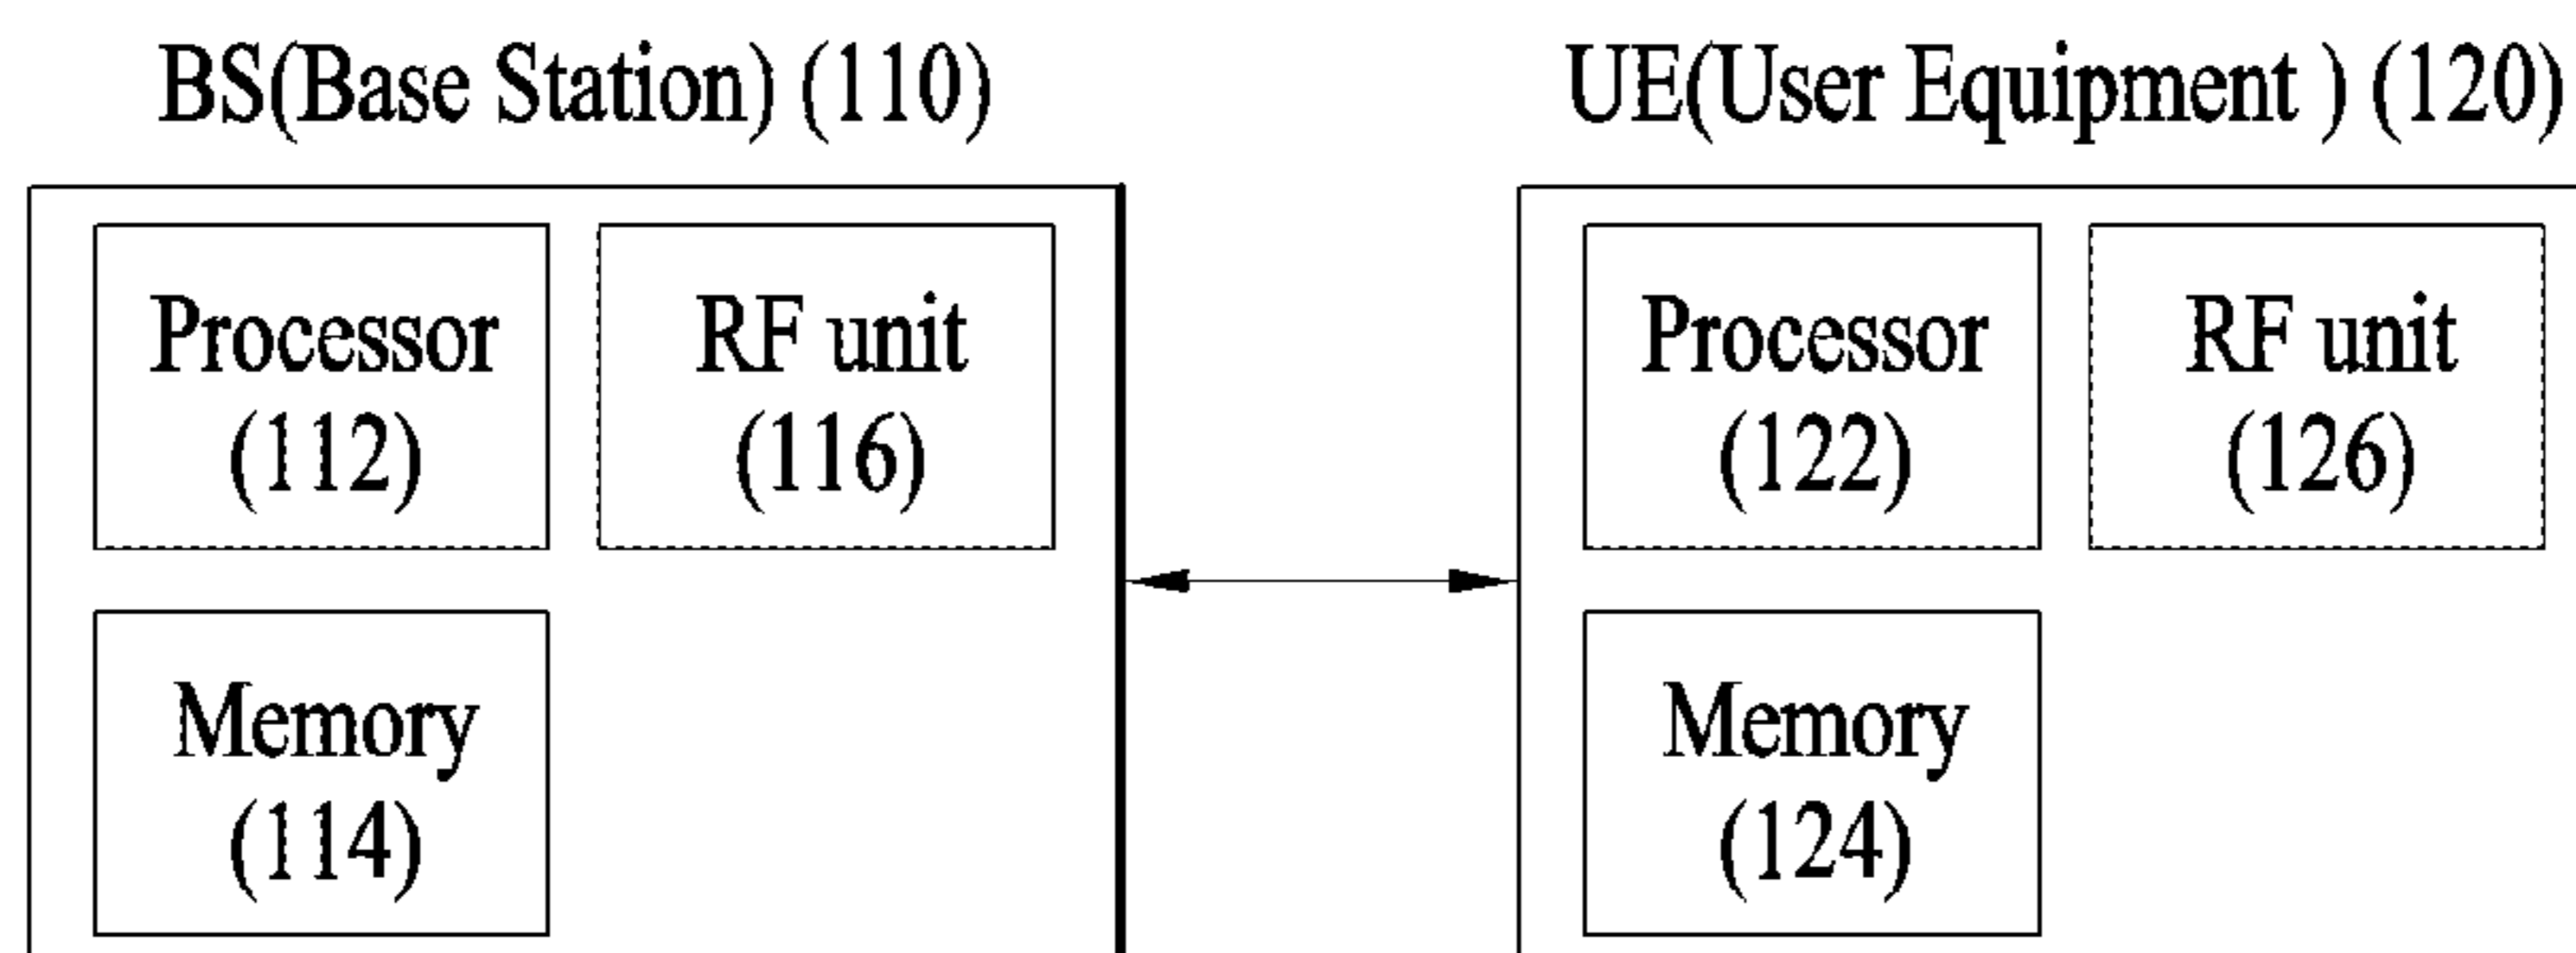 BS(Base Station) (110)
Processor
(112)
RF unit
(116)
Memory
(114)
UE(User Equipment ) (120)
Processor
(122)
RF unit
(126)
Memory
(124)